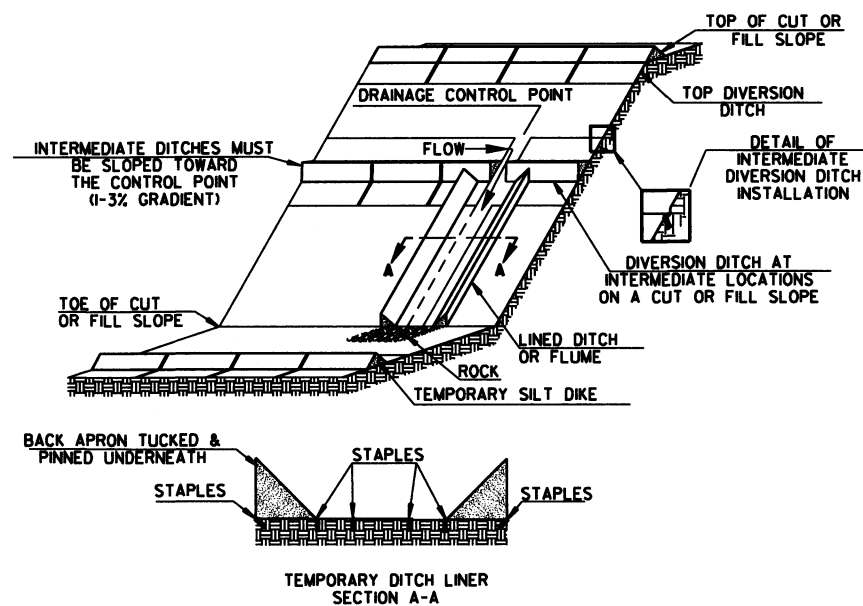 TOP OF CUT OR
FILL SLOPE
DRAINAGE CONTROL POINT
TOP DIVERSION
DITCH
INTERMEDIATE DITCHES MUST
BE SLOPED TOWARD
THE CONTROL POINT
(1-3% GRADIENT)
FLOW
DETAIL OF
INTERMEDIATE
DIVERSION DITCH
INSTALLATION
A
A
DIVERSION DITCH AT
INTERMEDIATE LOCATIONS
ON A CUT OR FILL SLOPE
TOE OF CUT
OR FILL SLOPE
LINED DITCH
OR FLUME
ROCK
TEMPORARY SILT DIKE
BACK APRON TUCKED &
PINNED UNDERNEATH
STAPLES
STAPLES
STAPLES
TEMPORARY DITCH LINER
SECTION A-A